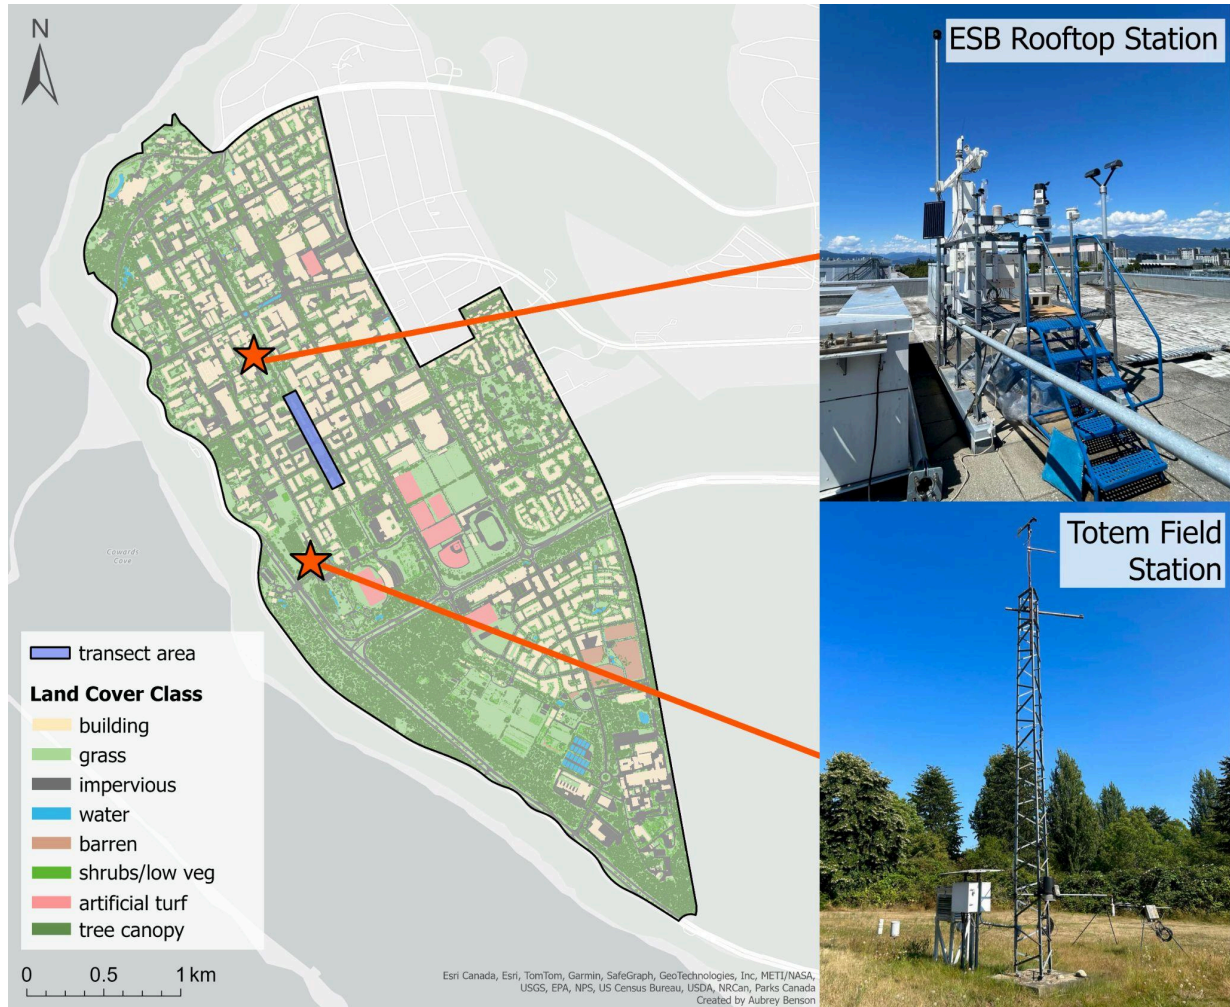 N
ESB Rooftop Station
Cowards
Cove
Totem Field
Station
transect area
Land Cover Class
building
grass
impervious
water
barren
shrubs/low veg
artificial turf
tree canopy
0 0.5 1 km
Esri Canada, Esri, TomTom, Garmin, SafeGraph, GeoTechnologies, Inc, METI/NASA,
USGS, EPA, NPS, US Census Bureau, USDA, NRCan, Parks Canada
Created by Aubrey Benson